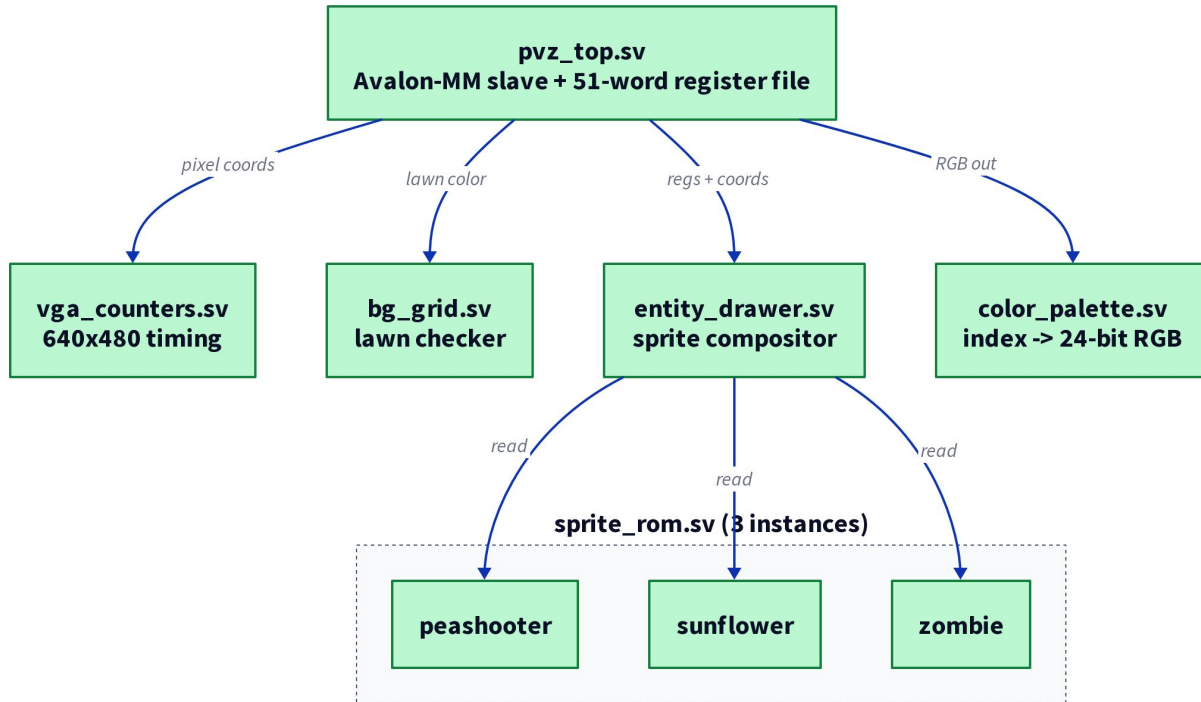 pvz_top.sv
Avalon-MM slave + 51-word register file
pixel coords
lawn color
regs + coords
RGB out
vga_counters.sv
640x480 timing
bg_grid.sv
lawn checker
entity_drawer.sv
sprite compositor
color_palette.sv
index -> 24-bit RGB
read
read
read
sprite_rom.sv (3 instances)
peashooter
sunflower
zombie